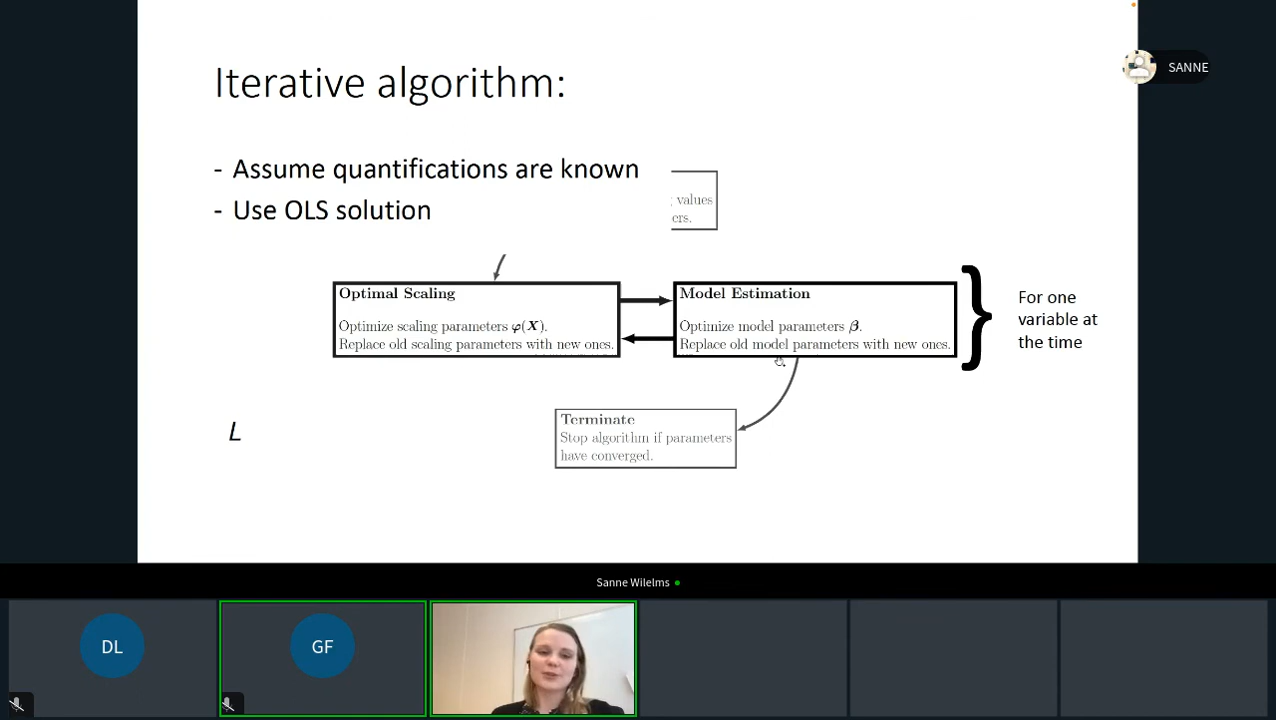 SANNE
Iterative algorithm:
- Assume quantifications are known
- Use OLS solution
values
ers.
Optimal Scaling
Optimize scaling parameters φ(X).
Replace old scaling parameters with new ones.
Model Estimation
Optimize model parameters β.
Replace old model parameters with new ones.
For one
variable at
the time
Terminate
Stop algorithm if parameters
have converged.
L
Sanne Wilelms
DL
GF